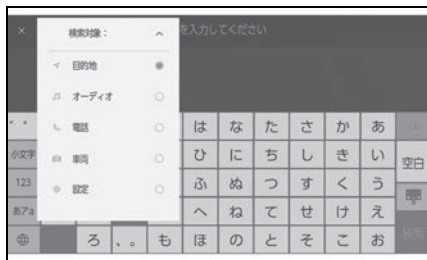 × 検索対象： を入力してください
目的地
オーディオ
電話
車両
設定
は な た さ か あ
小文字 ひ に ち し き い 空白
123 ふ ぬ つ す く う
あア へ ね て せ け え
ろ 、。 も ほ の と そ こ お 検索